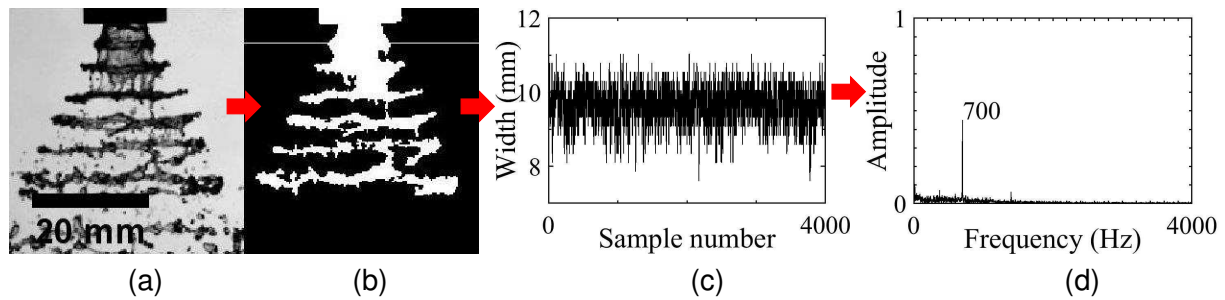 20 mm
12
10
8
Width (mm)
0
4000
Sample number
1
Amplitude
700
0
0
4000
Frequency (Hz)
(a)
(b)
(c)
(d)